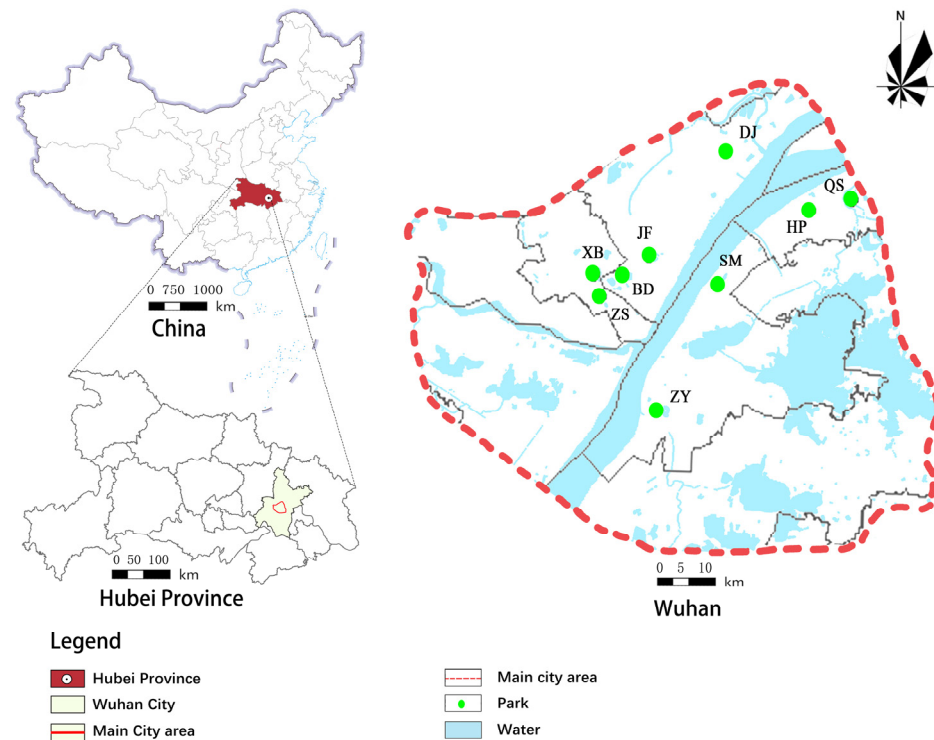 0 750 1000
km
China
0 50 100
km
Hubei Province
N
DJ
QS
HP
JF
XB
BD
SM
ZS
ZY
0 5 10
km
Wuhan
Legend
Hubei Province
Wuhan City
Main City area
Main city area
Park
Water